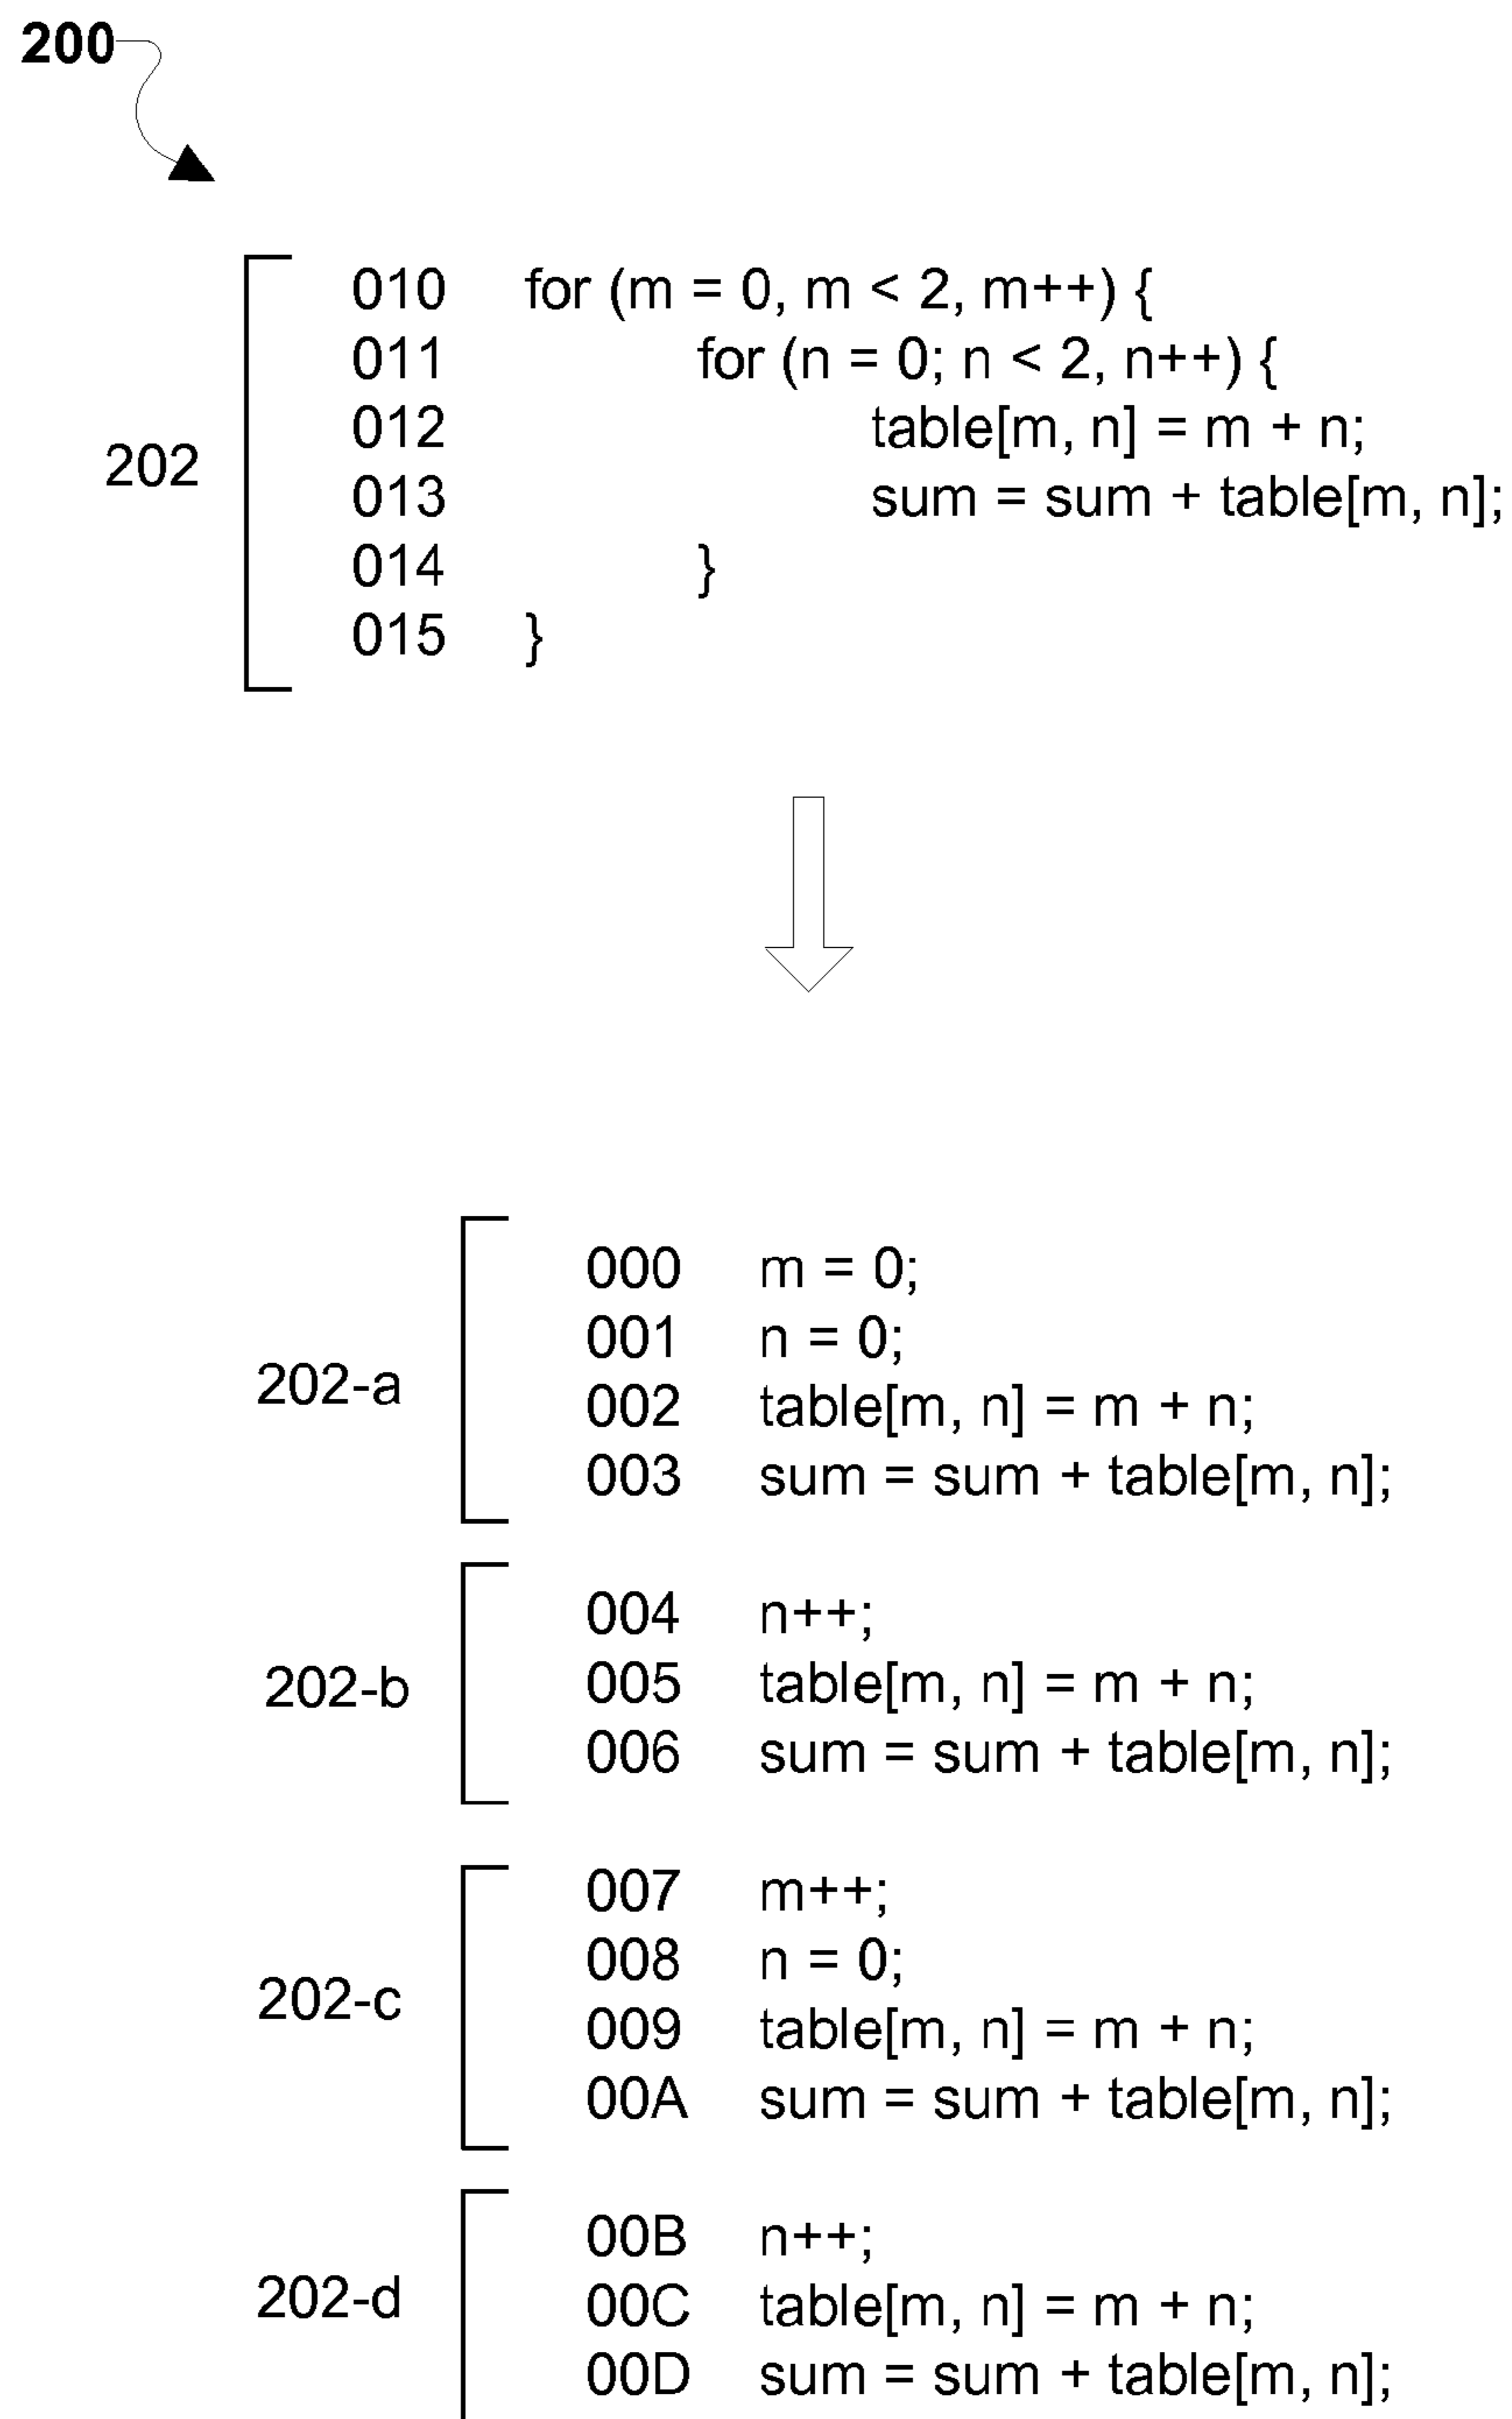 200
010 for (m = 0, m < 2, m++) {
011 for (n = 0; n < 2, n++) {
012 table[m, n] = m + n;
202
013 sum = sum + table[m, n];
014 }
015 }
000 m = 0;
001 n = 0;
202-a
002 table[m, n] = m + n;
003 sum = sum + table[m, n];
004 n++;
202-b
005 table[m, n] = m + n;
006 sum = sum + table[m, n];
007 m++;
008 n = 0;
202-c
009 table[m, n] = m + n;
00A sum = sum + table[m, n];
00B n++;
202-d
00C table[m, n] = m + n;
00D sum = sum + table[m, n];